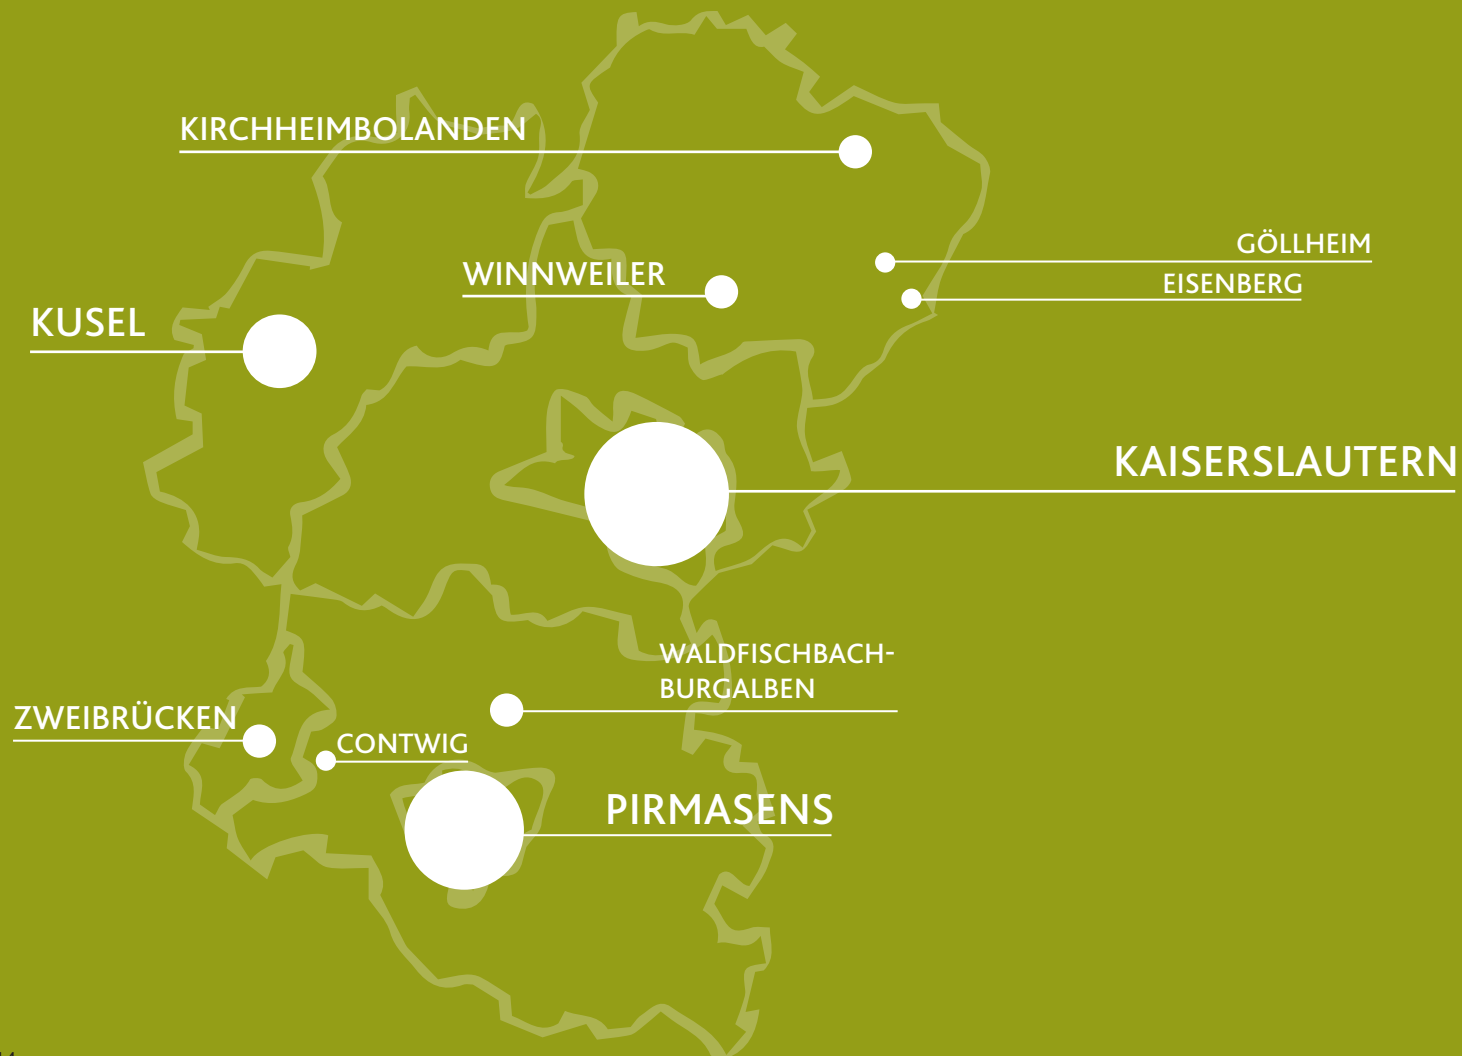 KIRCHHEIMBOLANDEN
GÖLLHEIM
WINNWEILER
EISENBERG
KUSEL
KAISERSLAUTERN
WALDFISCHBACH-
BURGALBEN
ZWEIBRÜCKEN
CONTWIG
PIRMASENS